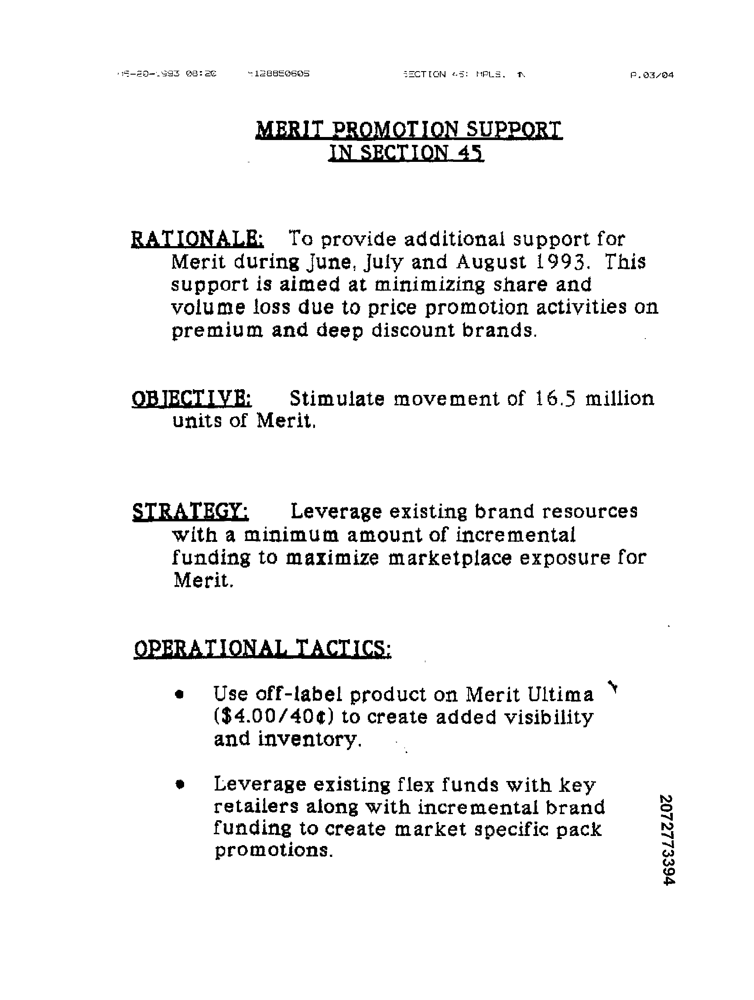 08:20 SECTION 45: MPLS. P.03/04
MERIT PROMOTION SUPPORT
IN SECTION 45
RATIONALE: To provide additional support for
Merit during June, July and August 1993. This
support is aimed at minimizing share and
volume loss due to price promotion activities on
premium and deep discount brands.
OBJECTIVE: Stimulate movement of 16.5 million
units of Merit.
STRATEGY: Leverage existing brand resources
with a minimum amount of incremental
funding to maximize marketplace exposure for
Merit.
OPERATIONAL TACTICS:
• Use off-label product on Merit Ultima
($4.00/40¢) to create added visibility
and inventory.
• Leverage existing flex funds with key
retailers along with incremental brand
funding to create market specific pack
promotions.
2072773394